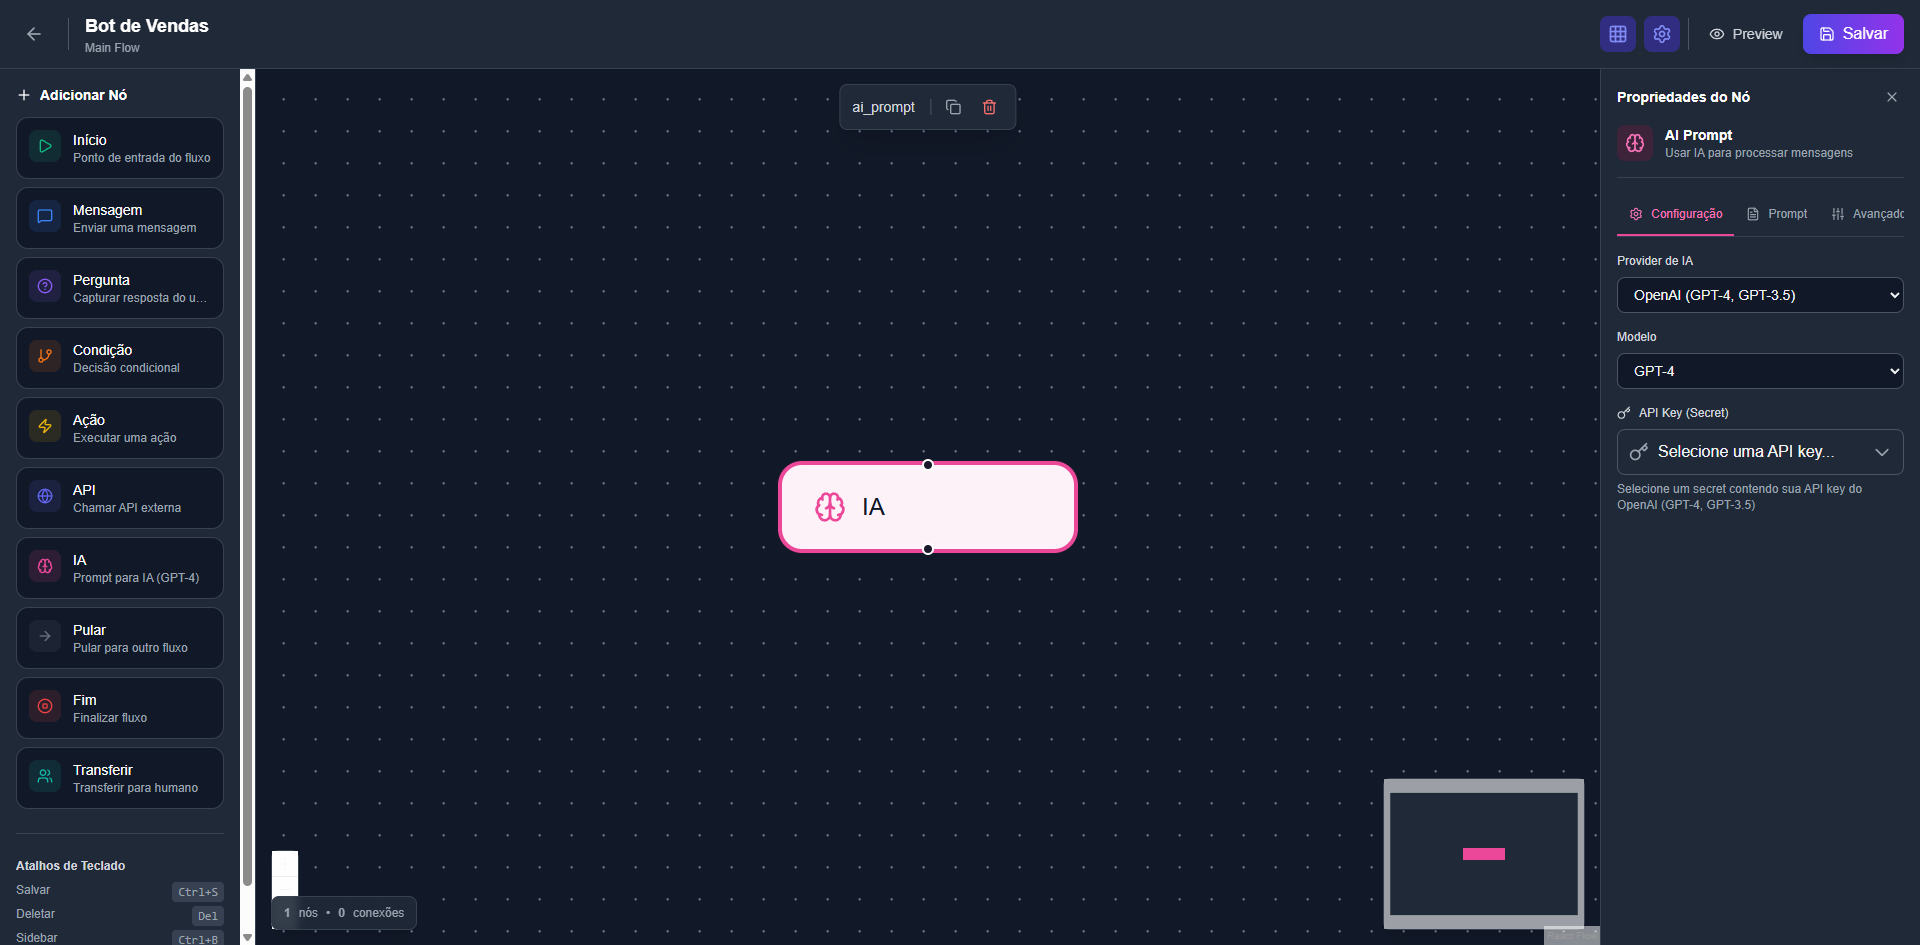 Bot de Vendas
Main Flow
Preview
Salvar
Adicionar Nó
Início
Ponto de entrada do fluxo
Mensagem
Enviar uma mensagem
Pergunta
Capturar resposta do u...
Condição
Decisão condicional
Ação
Executar uma ação
API
Chamar API externa
IA
Prompt para IA (GPT-4)
Pular
Pular para outro fluxo
Fim
Finalizar fluxo
Transferir
Transferir para humano
Atalhos de Teclado
Salvar Ctrl+S
Deletar Del
Sidebar Ctrl+B
ai_prompt
IA
1 nós • 0 conexões
Propriedades do Nó
AI Prompt
Usar IA para processar mensagens
Configuração Prompt Avançado
Provider de IA
OpenAI (GPT-4, GPT-3.5)
Modelo
GPT-4
API Key (Secret)
Selecione uma API key...
Selecione um secret contendo sua API key do
OpenAI (GPT-4, GPT-3.5)